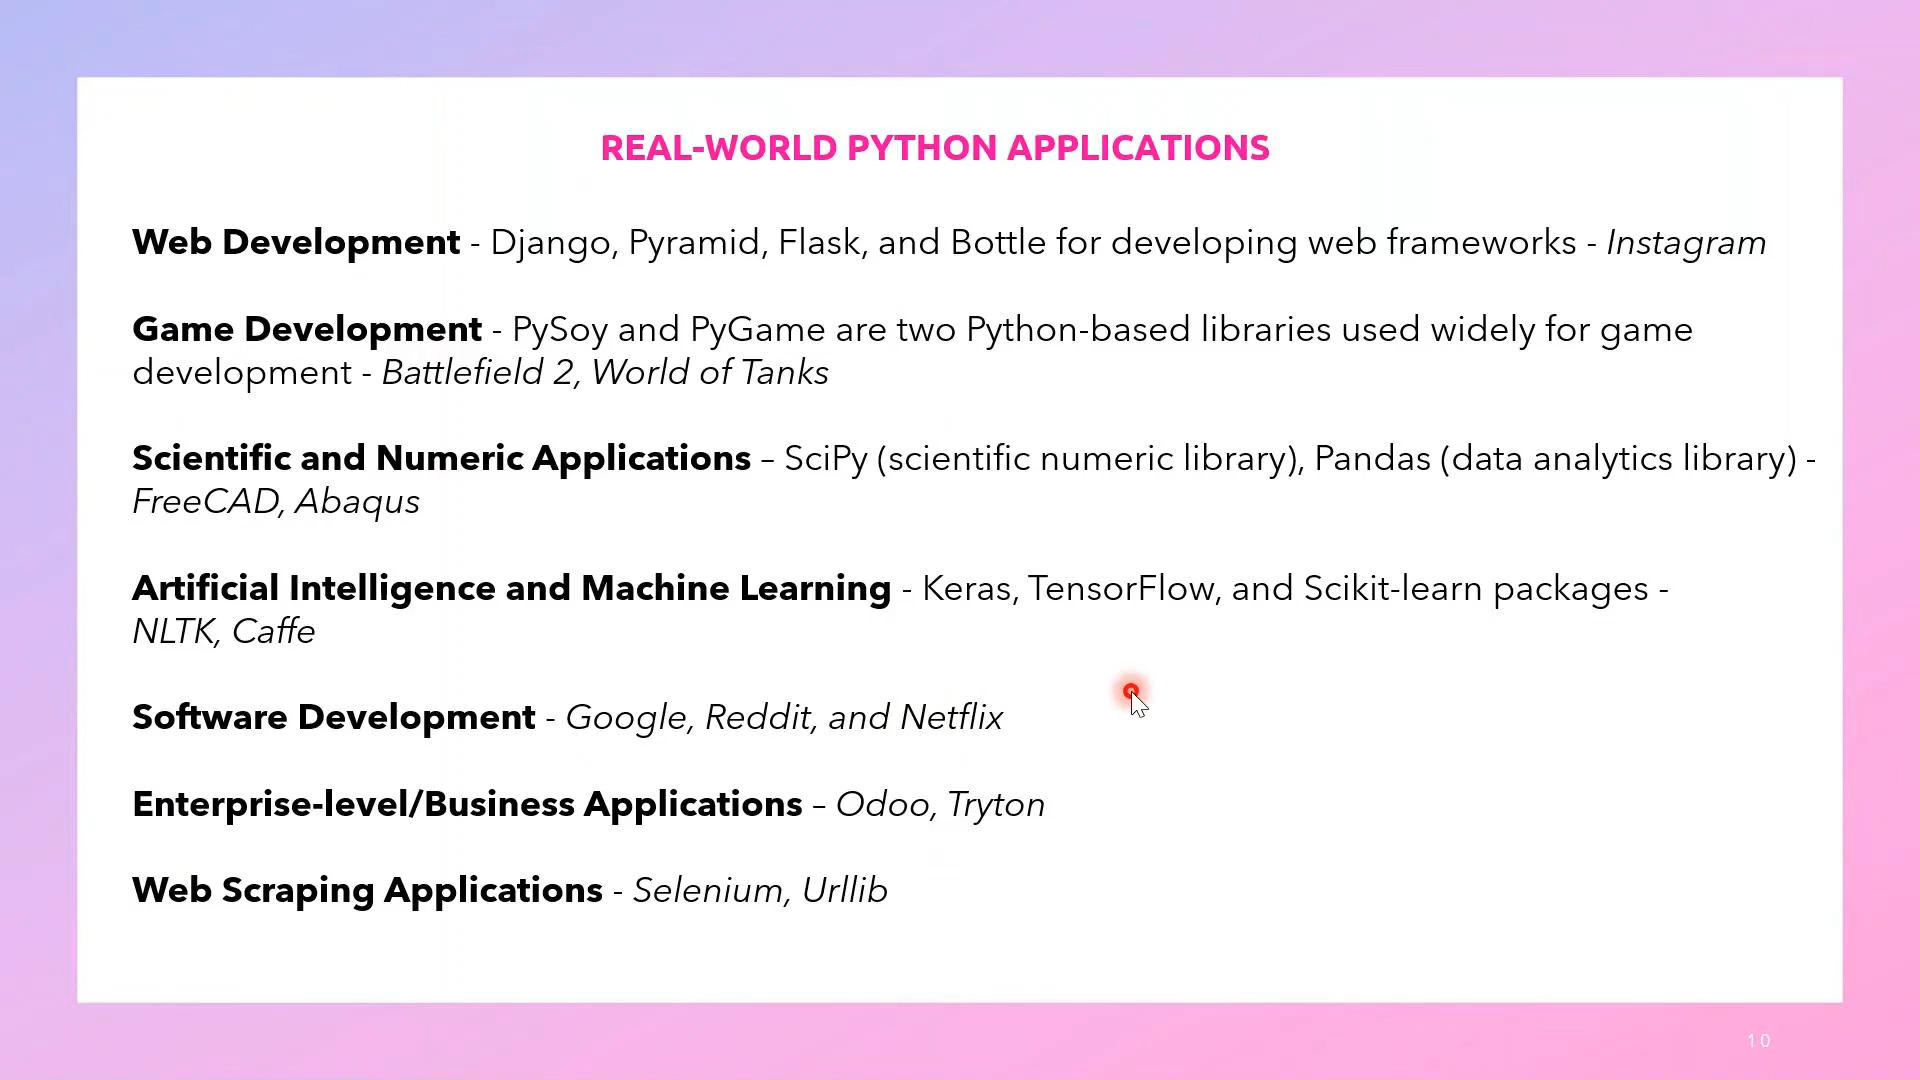 REAL-WORLD PYTHON APPLICATIONS
Web Development - Django, Pyramid, Flask, and Bottle for developing web frameworks - Instagram
Game Development - PySoy and PyGame are two Python-based libraries used widely for game
development - Battlefield 2, World of Tanks
Scientific and Numeric Applications – SciPy (scientific numeric library), Pandas (data analytics library) -
FreeCAD, Abaqus
Artificial Intelligence and Machine Learning - Keras, TensorFlow, and Scikit-learn packages -
NLTK, Caffe
Software Development - Google, Reddit, and Netflix
Enterprise-level/Business Applications – Odoo, Tryton
Web Scraping Applications - Selenium, Urllib
10